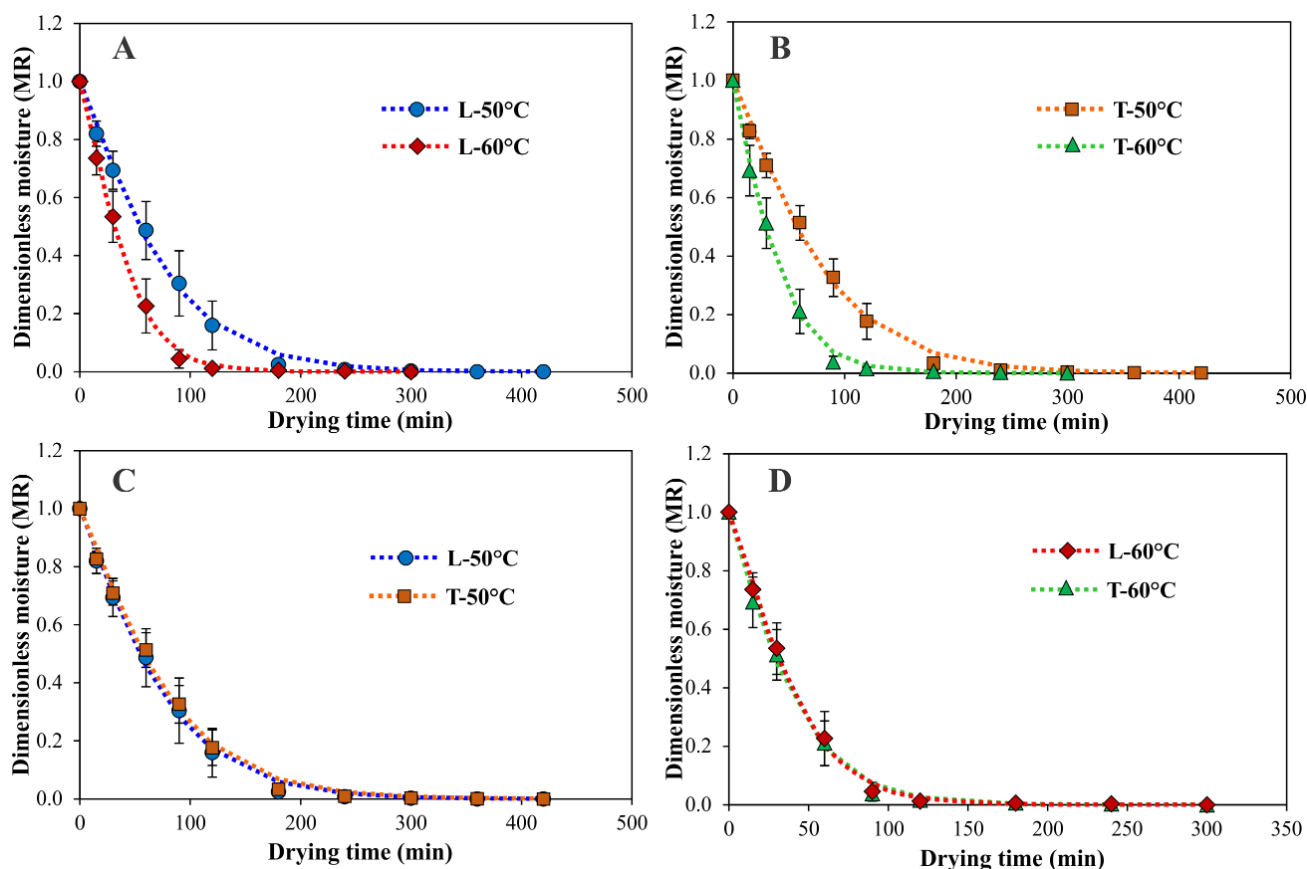 A
Dimensionless moisture (MR)
1.2
1.0
0.8
0.6
0.4
0.2
0.0
L-50°C
L-60°C
0 100 200 300 400 500
Drying time (min)
B
Dimensionless moisture (MR)
1.2
1.0
0.8
0.6
0.4
0.2
0.0
T-50°C
T-60°C
0 100 200 300 400 500
Drying time (min)
C
Dimensionless moisture (MR)
1.2
1.0
0.8
0.6
0.4
0.2
0.0
L-50°C
T-50°C
0 100 200 300 400 500
Drying time (min)
D
Dimensionless moisture (MR)
1.2
1.0
0.8
0.6
0.4
0.2
0.0
L-60°C
T-60°C
0 50 100 150 200 250 300 350
Drying time (min)